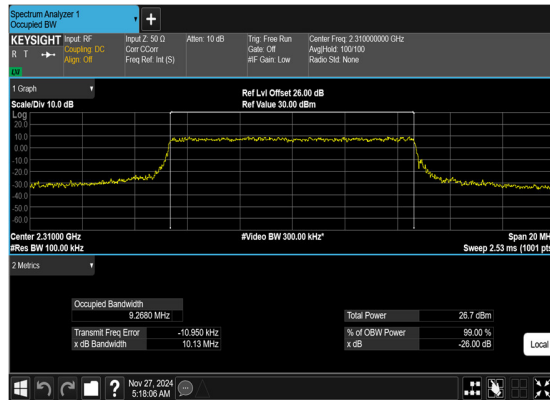 Spectrum Analyzer 1
Occupied BW
KEYSIGHT
R T
LXI
Input: RF
Coupling: DC
Align: Off
Input Z: 50 Ω
Corr CCorr
Freq Ref: Int (S)
Atten: 10 dB
Trig: Free Run
Gate: Off
#IF Gain: Low
Center Freq: 2.310000000 GHz
Avg|Hold: 100/100
Radio Std: None
1 Graph
Scale/Div 10.0 dB
Ref Lvl Offset 26.00 dB
Ref Value 30.00 dBm
Log
20.0
10.0
0.00
-10.0
-20.0
-30.0
-40.0
-50.0
-60.0
Center 2.31000 GHz
#Res BW 100.00 kHz
#Video BW 300.00 kHz*
Span 20 MH
Sweep 2.53 ms (1001 pts
2 Metrics
Occupied Bandwidth
9.2680 MHz
Total Power 26.7 dBm
Transmit Freq Error -10.950 kHz
% of OBW Power 99.00 %
x dB Bandwidth 10.13 MHz
x dB -26.00 dB
Local
Nov 27, 2024
5:18:06 AM